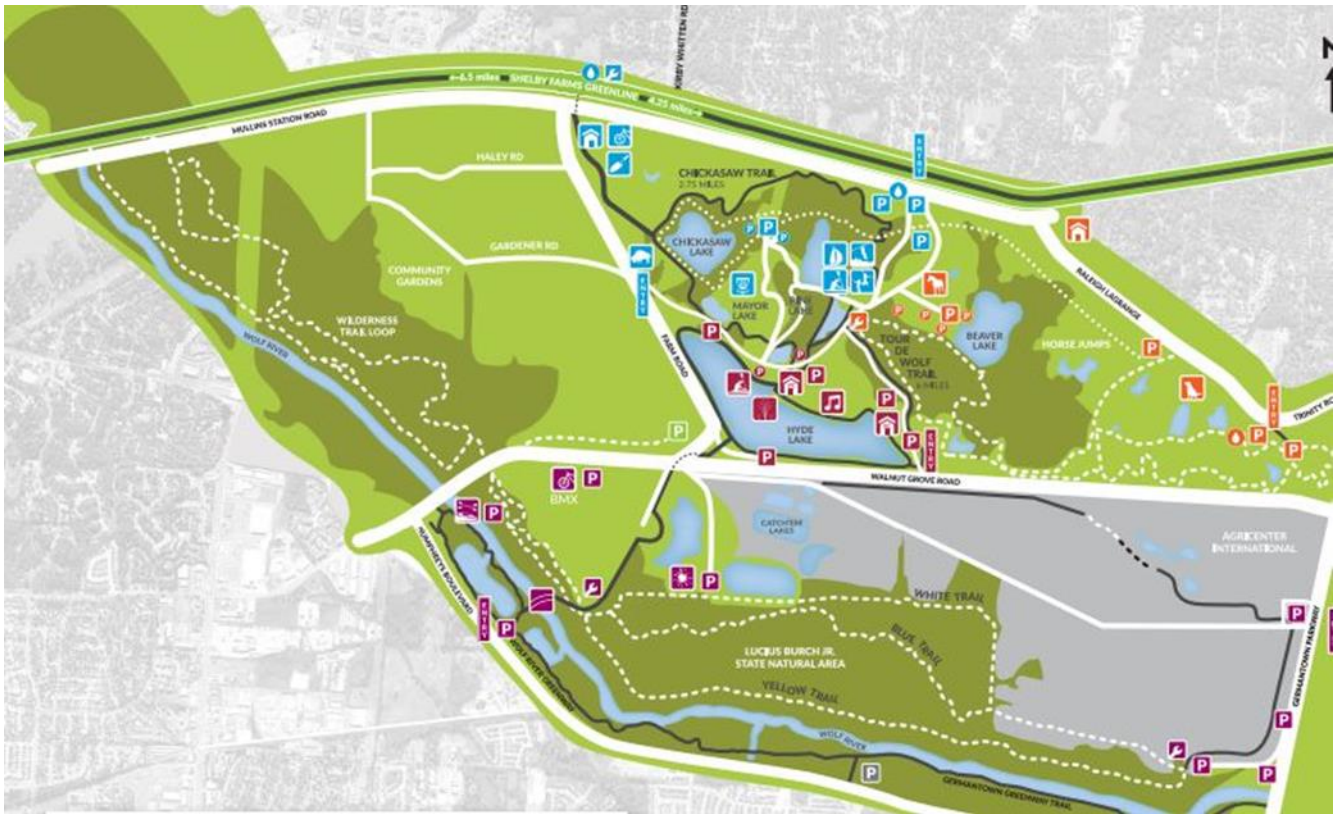 N
KIRBY WHITTEN RD
←6.5 miles SHELBY FARMS GREENLINE 4.25 miles→
MULLINS STATION ROAD
HALEY RD
CHICKASAW TRAIL
2.75 MILES
ENTRY
P
P
P
P
P
P
P
CHICKASAW
LAKE
GARDENER RD
COMMUNITY
GARDENS
ENTRY
RALEIGH LAGRANGE
MAYOR
LAKE
LAKE
P
P
P
P
P
BEAVER
LAKE
WILDERNESS
TRAIL LOOP
WOLF RIVER
FARM ROAD
P
TOUR
DE
WOLF
TRAIL
6 MILES
HORSE JUMPS
P
P
P
P
P
ENTRY
TRINITY RO
HYDE
LAKE
P
P
P
ENTRY
P
P
WALNUT GROVE ROAD
BMX
P
P
CATCH'EM
LAKES
AGRICENTER
INTERNATIONAL
HUMPHREYS BOULEVARD
P
WHITE TRAIL
P
GERMANTOWN PARKWAY
ENTRY
P
BLUE TRAIL
WOLF RIVER GREENWAY
LUCIUS BURCH JR.
STATE NATURAL AREA
YELLOW TRAIL
P
WOLF RIVER
P
P
P
GERMANTOWN GREENWAY TRAIL